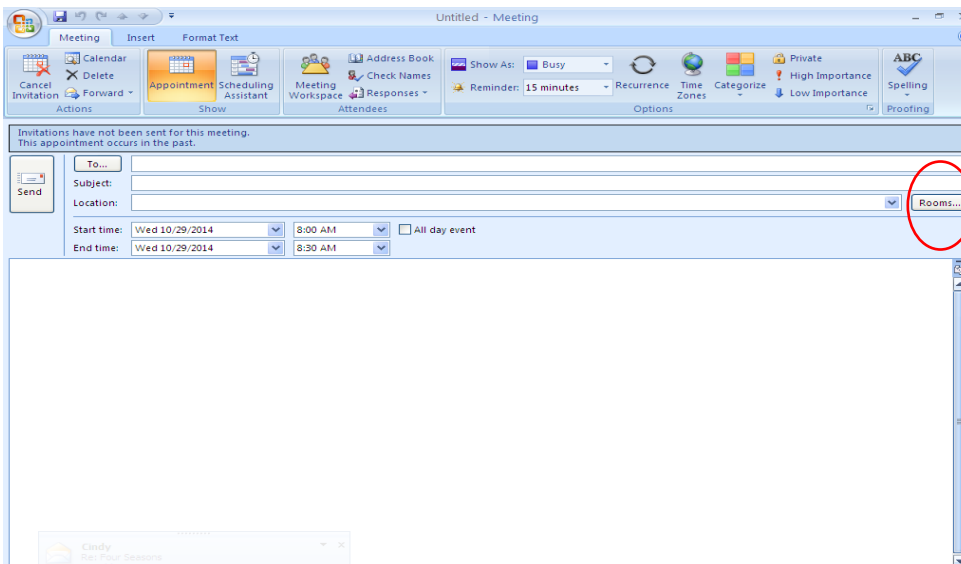 Untitled - Meeting
Meeting Insert Format Text
Cancel Invitation
Calendar
Delete
Forward
Actions
Appointment
Scheduling Assistant
Show
Meeting Workspace
Address Book
Check Names
Responses
Attendees
Show As: Busy
Reminder: 15 minutes
Recurrence
Time Zones
Categorize
Private
High Importance
Low Importance
Options
ABC
Spelling
Proofing
Invitations have not been sent for this meeting.
This appointment occurs in the past.
Send
To...
Subject:
Location: Rooms...
Start time: Wed 10/29/2014 8:00 AM All day event
End time: Wed 10/29/2014 8:30 AM
Cindy
Re: Four Seasons